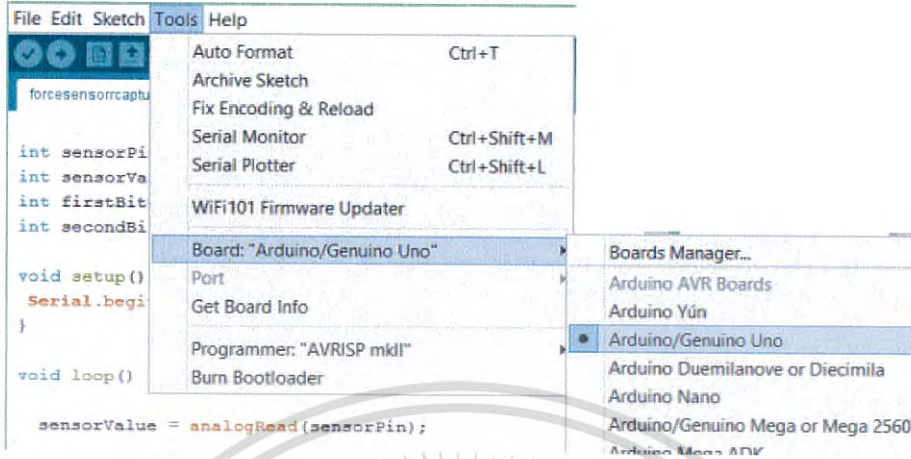 File Edit Sketch Tools Help
Auto Format Ctrl+T
Archive Sketch
forcesensorrcaptu
Fix Encoding & Reload
Serial Monitor Ctrl+Shift+M
int sensorPi
Serial Plotter Ctrl+Shift+L
int sensorVa
int firstBit
WiFi101 Firmware Updater
int secondBi
Board: "Arduino/Genuino Uno"
Boards Manager...
void setup()
Port
Arduino AVR Boards
Serial.begi
Get Board Info
Arduino Yún
}
Arduino/Genuino Uno
Programmer: "AVRISP mkII"
void loop()
Burn Bootloader
Arduino Duemilanove or Diecimila
Arduino Nano
sensorValue = analogRead(sensorPin);
Arduino/Genuino Mega or Mega 2560
Arduino Mega ADK